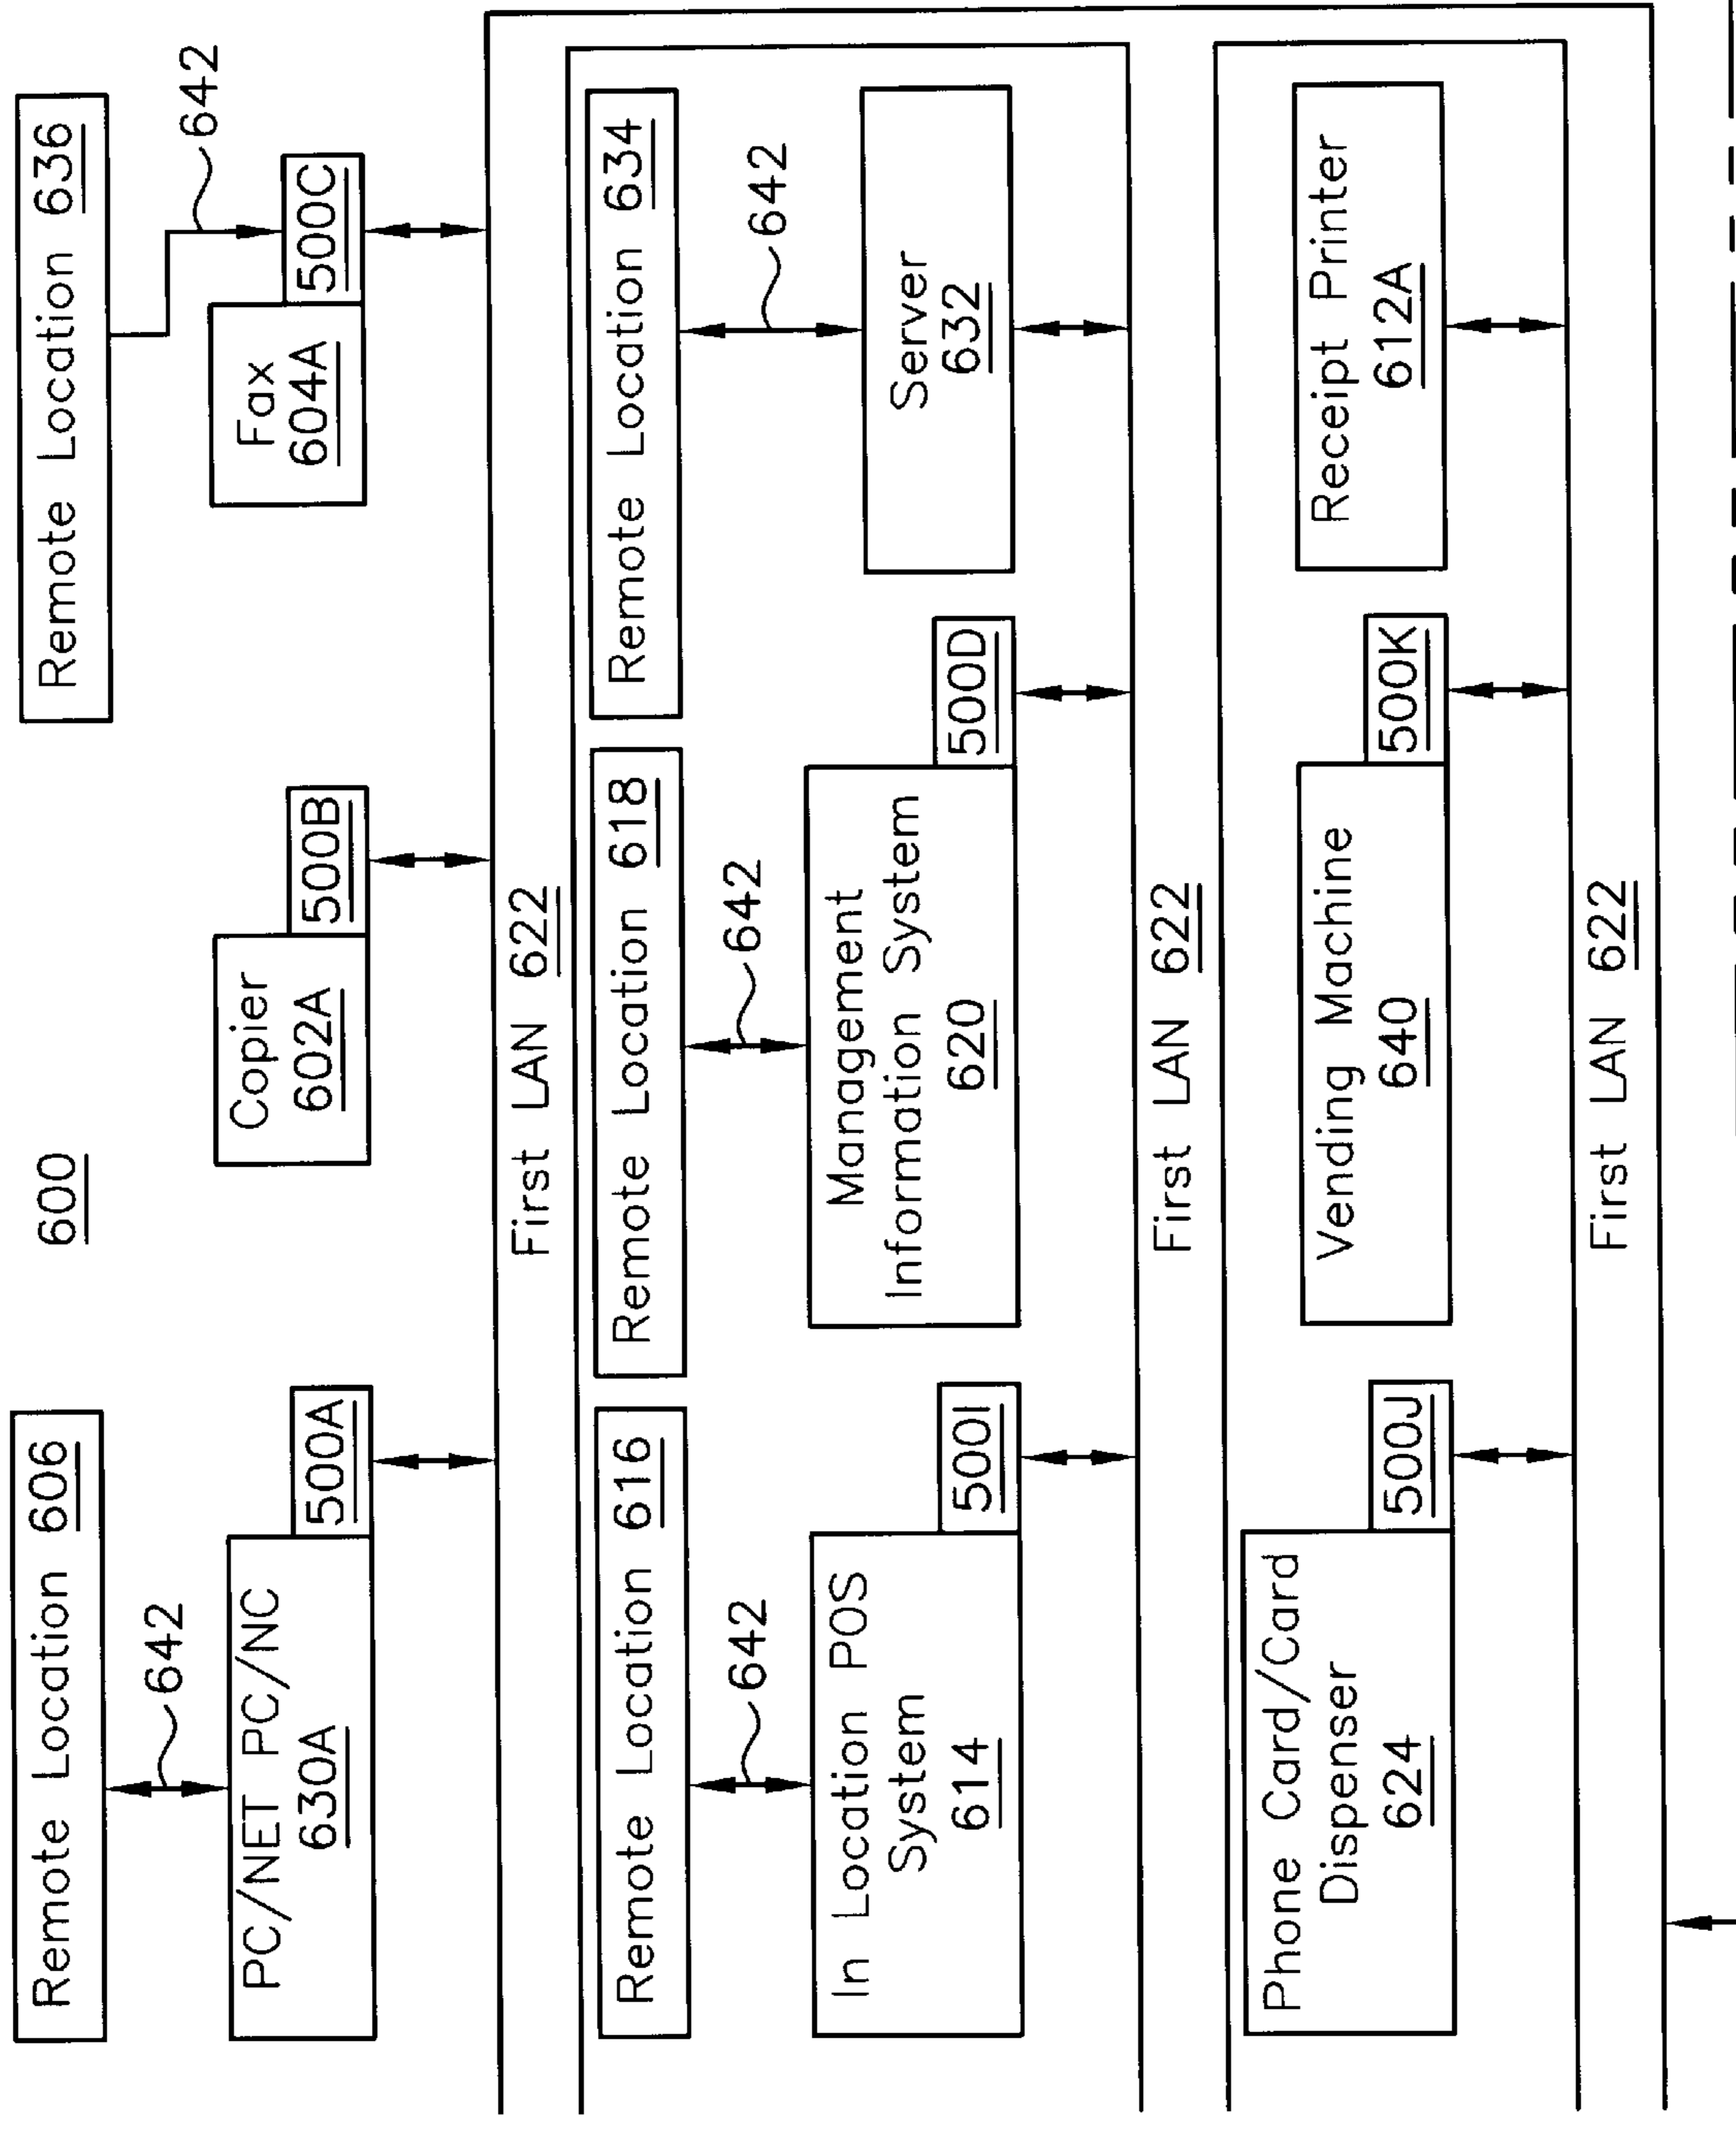 600
Remote Location 606
Remote Location 636
642
642
PC/NET PC/NC
630A
500A
Copier
602A
500B
Fax
604A
500C
First LAN 622
Remote Location 616
Remote Location 618
Remote Location 634
642
642
642
In Location POS
System
614
500I
Management
Information System
620
500D
Server
632
First LAN 622
Phone Card/Card
Dispenser
624
500J
Vending Machine
640
500K
Receipt Printer
612A
First LAN 622